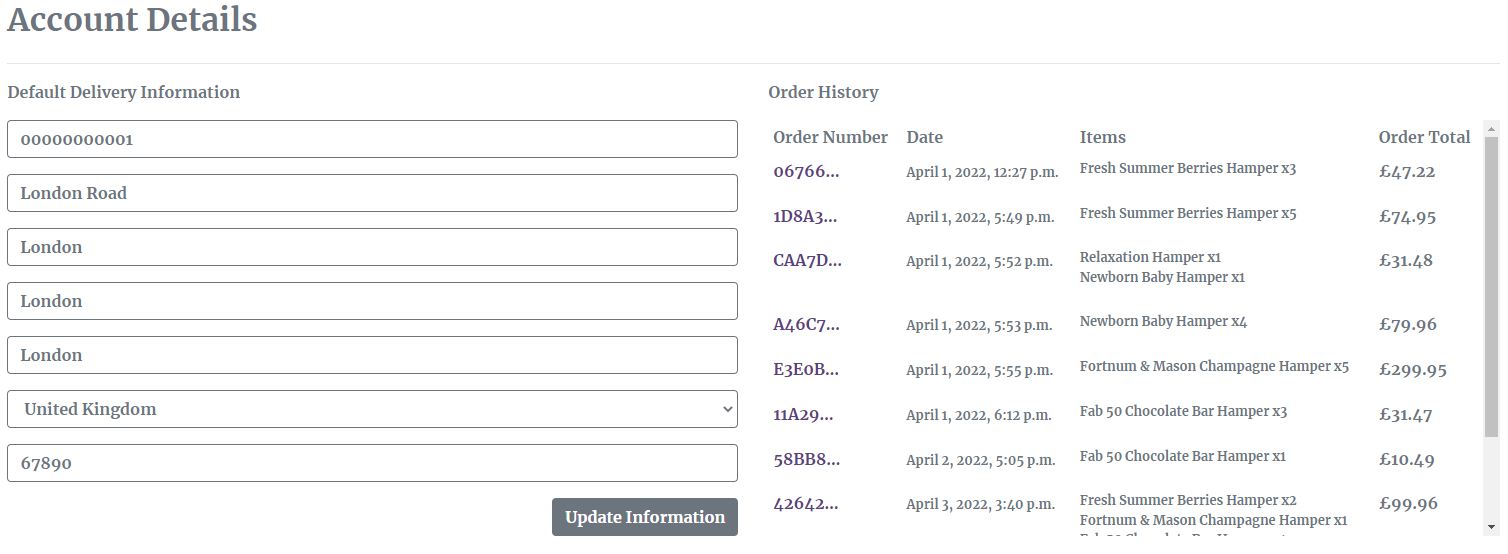 Account Details
Default Delivery Information
00000000001
London Road
London
London
London
United Kingdom
67890
Update Information
Order History
Order Number Date Items Order Total
06766... April 1, 2022, 12:27 p.m. Fresh Summer Berries Hamper x3 £47.22
1D8A3... April 1, 2022, 5:49 p.m. Fresh Summer Berries Hamper x5 £74.95
CAA7D... April 1, 2022, 5:52 p.m. Relaxation Hamper x1 £31.48
Newborn Baby Hamper x1
A46C7... April 1, 2022, 5:53 p.m. Newborn Baby Hamper x4 £79.96
E3E0B... April 1, 2022, 5:55 p.m. Fortnum & Mason Champagne Hamper x5 £299.95
11A29... April 1, 2022, 6:12 p.m. Fab 50 Chocolate Bar Hamper x3 £31.47
58BB8... April 2, 2022, 5:05 p.m. Fab 50 Chocolate Bar Hamper x1 £10.49
42642... April 3, 2022, 3:40 p.m. Fresh Summer Berries Hamper x2 £99.96
Fortnum & Mason Champagne Hamper x1